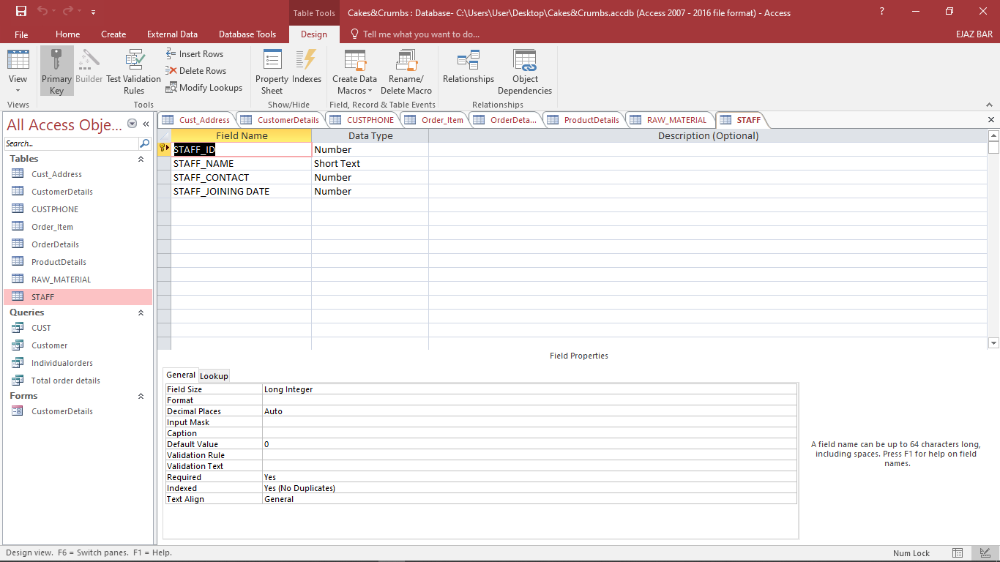 Table Tools
Cakes&Crumbs : Database- C:\Users\User\Desktop\Cakes&Crumbs.accdb (Access 2007 - 2016 file format) - Access
?
File
Home
Create
External Data
Database Tools
Design
Tell me what you want to do...
EJAZ BAR
View
Primary Key
Builder
Test Validation Rules
Insert Rows
Delete Rows
Modify Lookups
Property Sheet
Indexes
Create Data Macros
Rename/ Delete Macro
Relationships
Object Dependencies
Views
Tools
Show/Hide
Field, Record & Table Events
Relationships
All Access Obje...
Search...
Tables
Cust_Address
CustomerDetails
CUSTPHONE
Order_Item
OrderDetails
ProductDetails
RAW_MATERIAL
STAFF
Queries
CUST
Customer
Individualorders
Total order details
Forms
CustomerDetails
Cust_Address
CustomerDetails
CUSTPHONE
Order_Item
OrderDeta...
ProductDetails
RAW_MATERIAL
STAFF
Field Name Data Type Description (Optional)
STAFF_ID Number
STAFF_NAME Short Text
STAFF_CONTACT Number
STAFF_JOINING DATE Number
Field Properties
General Lookup
Field Size Long Integer
Format
Decimal Places Auto
Input Mask
Caption
Default Value 0
Validation Rule
Validation Text
Required Yes
Indexed Yes (No Duplicates)
Text Align General
A field name can be up to 64 characters long,
including spaces. Press F1 for help on field
names.
Design view. F6 = Switch panes. F1 = Help.
Num Lock